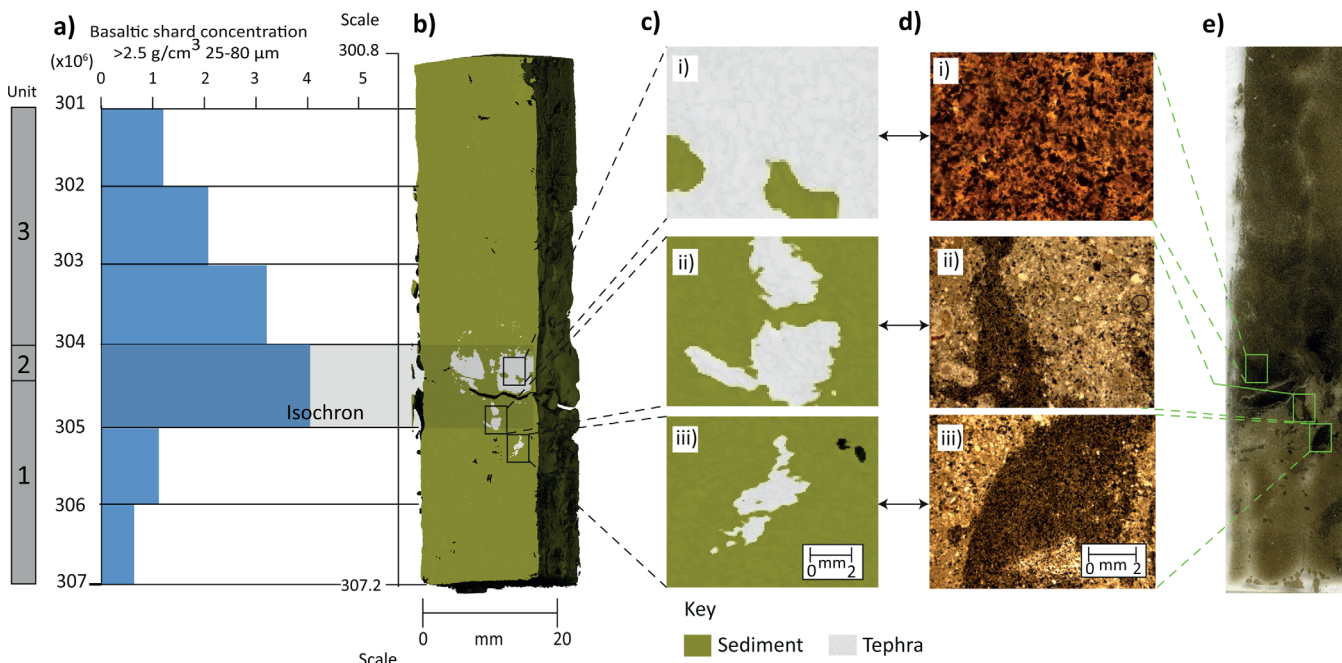 a)
Basaltic shard concentration
>2.5 g/cm³ 25-80 µm
(x10⁶)
0 1 2 3 4 5
Unit
301
302
303
304
305
306
307
3
2
1
Isochron
Scale
300.8
307.2
b)
0 mm 20
Scale
c)
i)
ii)
iii)
mm
0 2
d)
i)
ii)
iii)
mm
0 2
e)
Key
Sediment Tephra